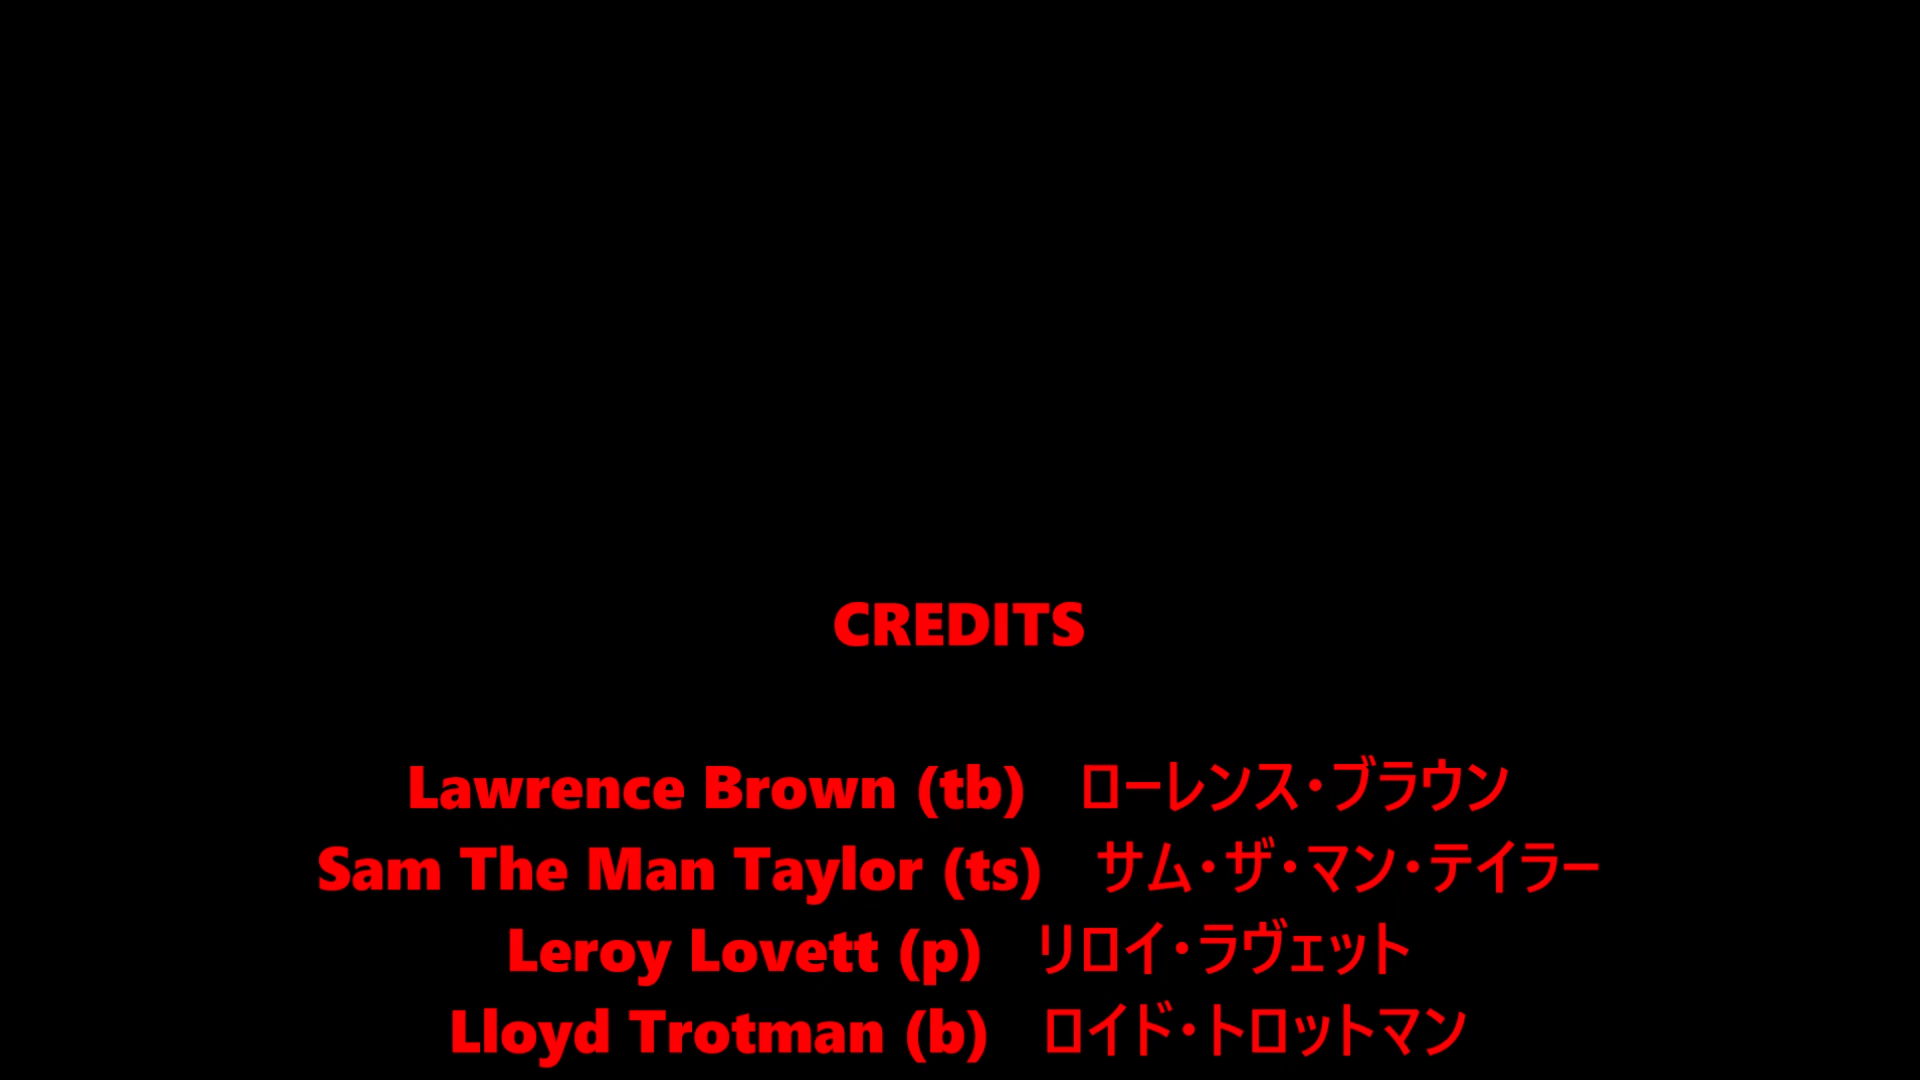 CREDITS
Lawrence Brown (tb)　ローレンス・ブラウン
Sam The Man Taylor (ts)　サム・ザ・マン・テイラー
Leroy Lovett (p)　リロイ・ラヴェット
Lloyd Trotman (b)　ロイド・トロットマン